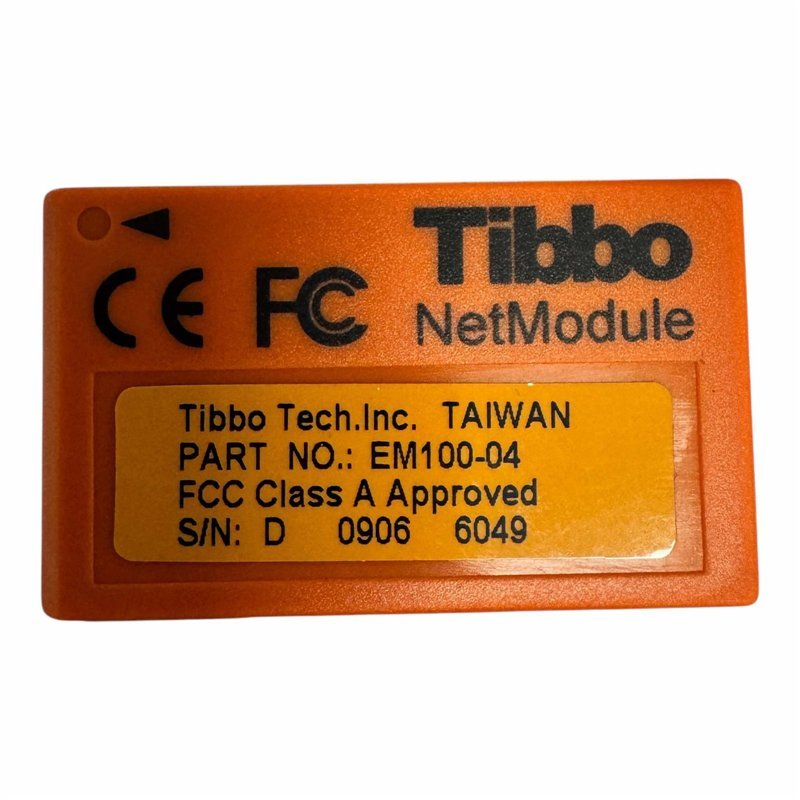 Tibbo
CE FC
NetModule
Tibbo Tech.Inc. TAIWAN
PART NO.: EM100-04
FCC Class A Approved
S/N: D 0906 6049